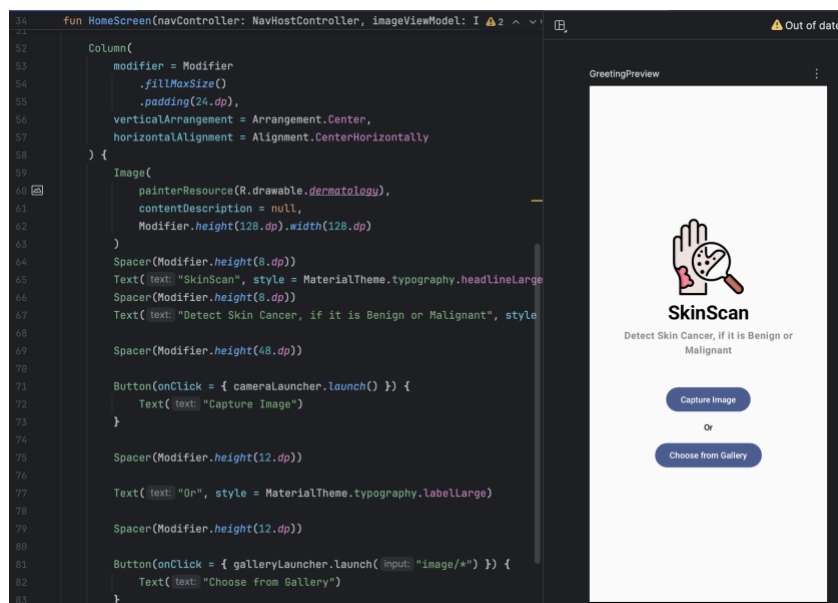 34 fun HomeScreen(navController: NavHostController, imageViewModel: I 2
51
52 Column(
53 modifier = Modifier
54 .fillMaxSize()
55 .padding(24.dp),
56 verticalArrangement = Arrangement.Center,
57 horizontalAlignment = Alignment.CenterHorizontally
58 ) {
59 Image(
60 painterResource(R.drawable.dermatology),
61 contentDescription = null,
62 Modifier.height(128.dp).width(128.dp)
63 )
64 Spacer(Modifier.height(8.dp))
65 Text( text: "SkinScan", style = MaterialTheme.typography.headlineLarge
66 Spacer(Modifier.height(8.dp))
67 Text( text: "Detect Skin Cancer, if it is Benign or Malignant", style
68
69 Spacer(Modifier.height(48.dp))
70
71 Button(onClick = { cameraLauncher.launch() }) {
72 Text( text: "Capture Image")
73 }
74
75 Spacer(Modifier.height(12.dp))
76
77 Text( text: "Or", style = MaterialTheme.typography.labelLarge)
78
79 Spacer(Modifier.height(12.dp))
80
81 Button(onClick = { galleryLauncher.launch( input: "image/*") }) {
82 Text( text: "Choose from Gallery")
83 }
Out of date
GreetingPreview
SkinScan
Detect Skin Cancer, if it is Benign or
Malignant
Capture Image
Or
Choose from Gallery